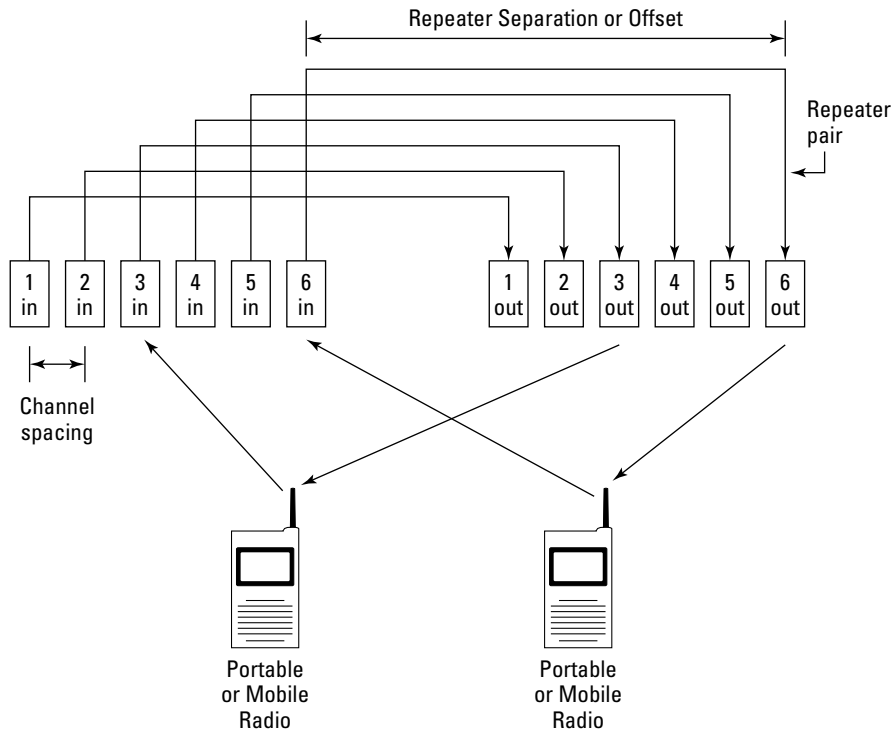 Repeater Separation or Offset
Repeater
pair
1
in
2
in
3
in
4
in
5
in
6
in
1
out
2
out
3
out
4
out
5
out
6
out
Channel
spacing
Portable
or Mobile
Radio
Portable
or Mobile
Radio